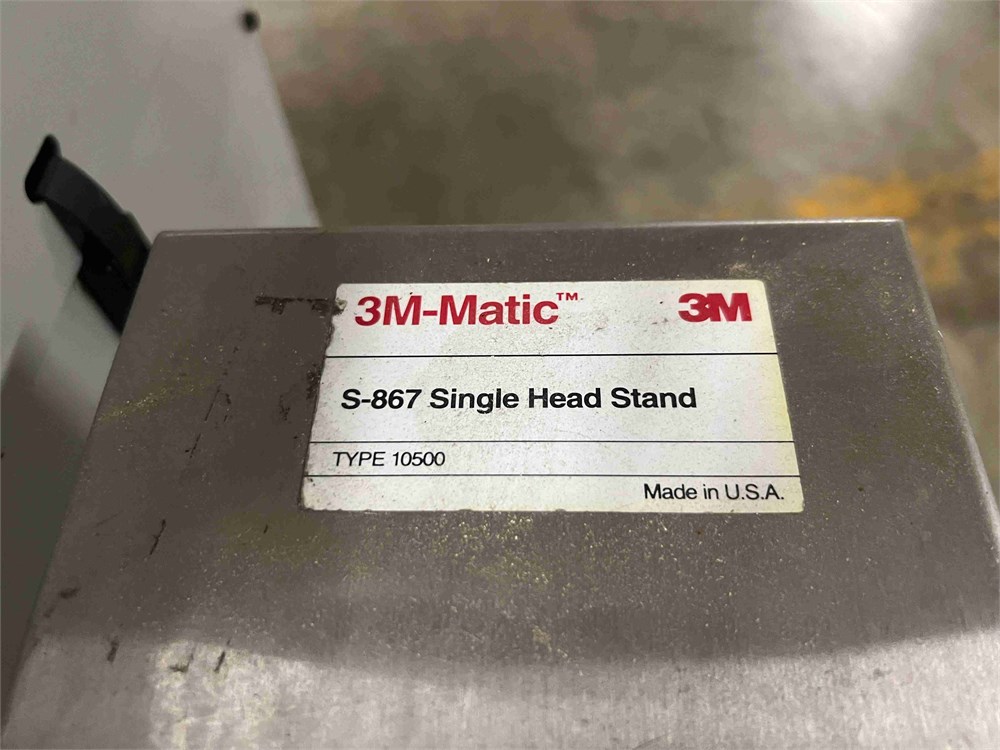 3M-Matic™ 3M
S-867 Single Head Stand
TYPE 10500
Made in U.S.A.